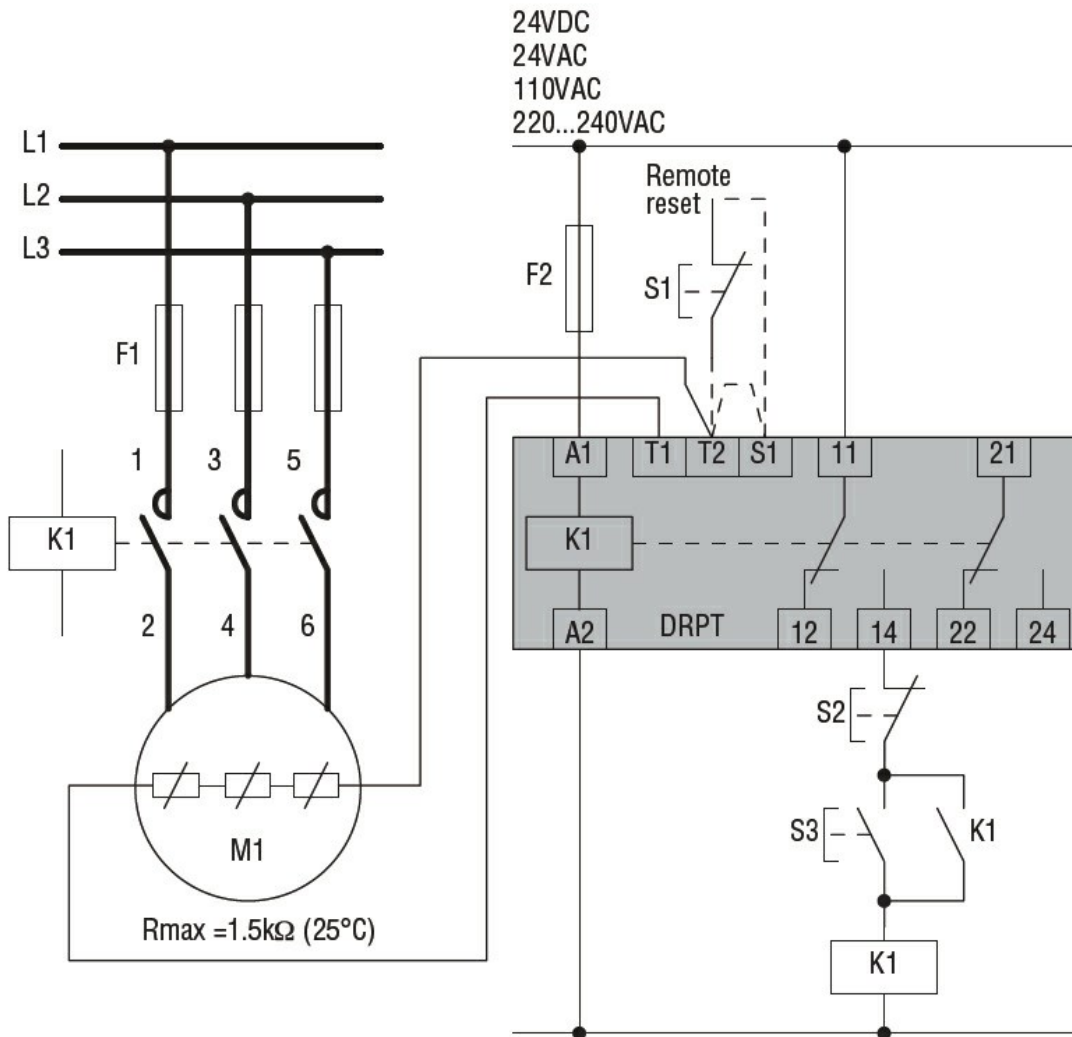 24VDC
24VAC
110VAC
220...240VAC
L1
L2
L3
Remote
reset
F2
S1
F1
1
3
5
A1
T1
T2
S1
11
21
K1
K1
2
4
6
A2
DRPT
12
14
22
24
S2
S3
K1
M1
Rmax =1.5kΩ (25°C)
K1